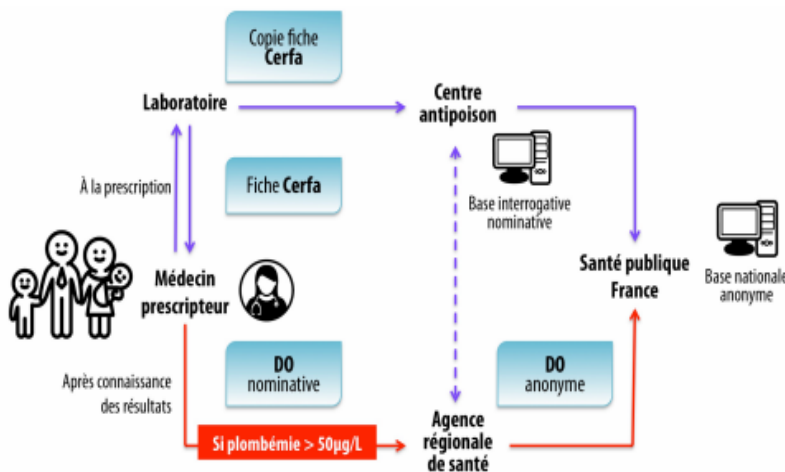 Copie fiche
Cerfa
Laboratoire
Centre
antipoison
À la prescription
Fiche Cerfa
Base interrogative
nominative
Médecin
prescripteur
Santé publique
France
Base nationale
anonyme
Après connaissance
des résultats
DO
nominative
DO
anonyme
Si plombémie > 50µg/L
Agence
régionale
de santé